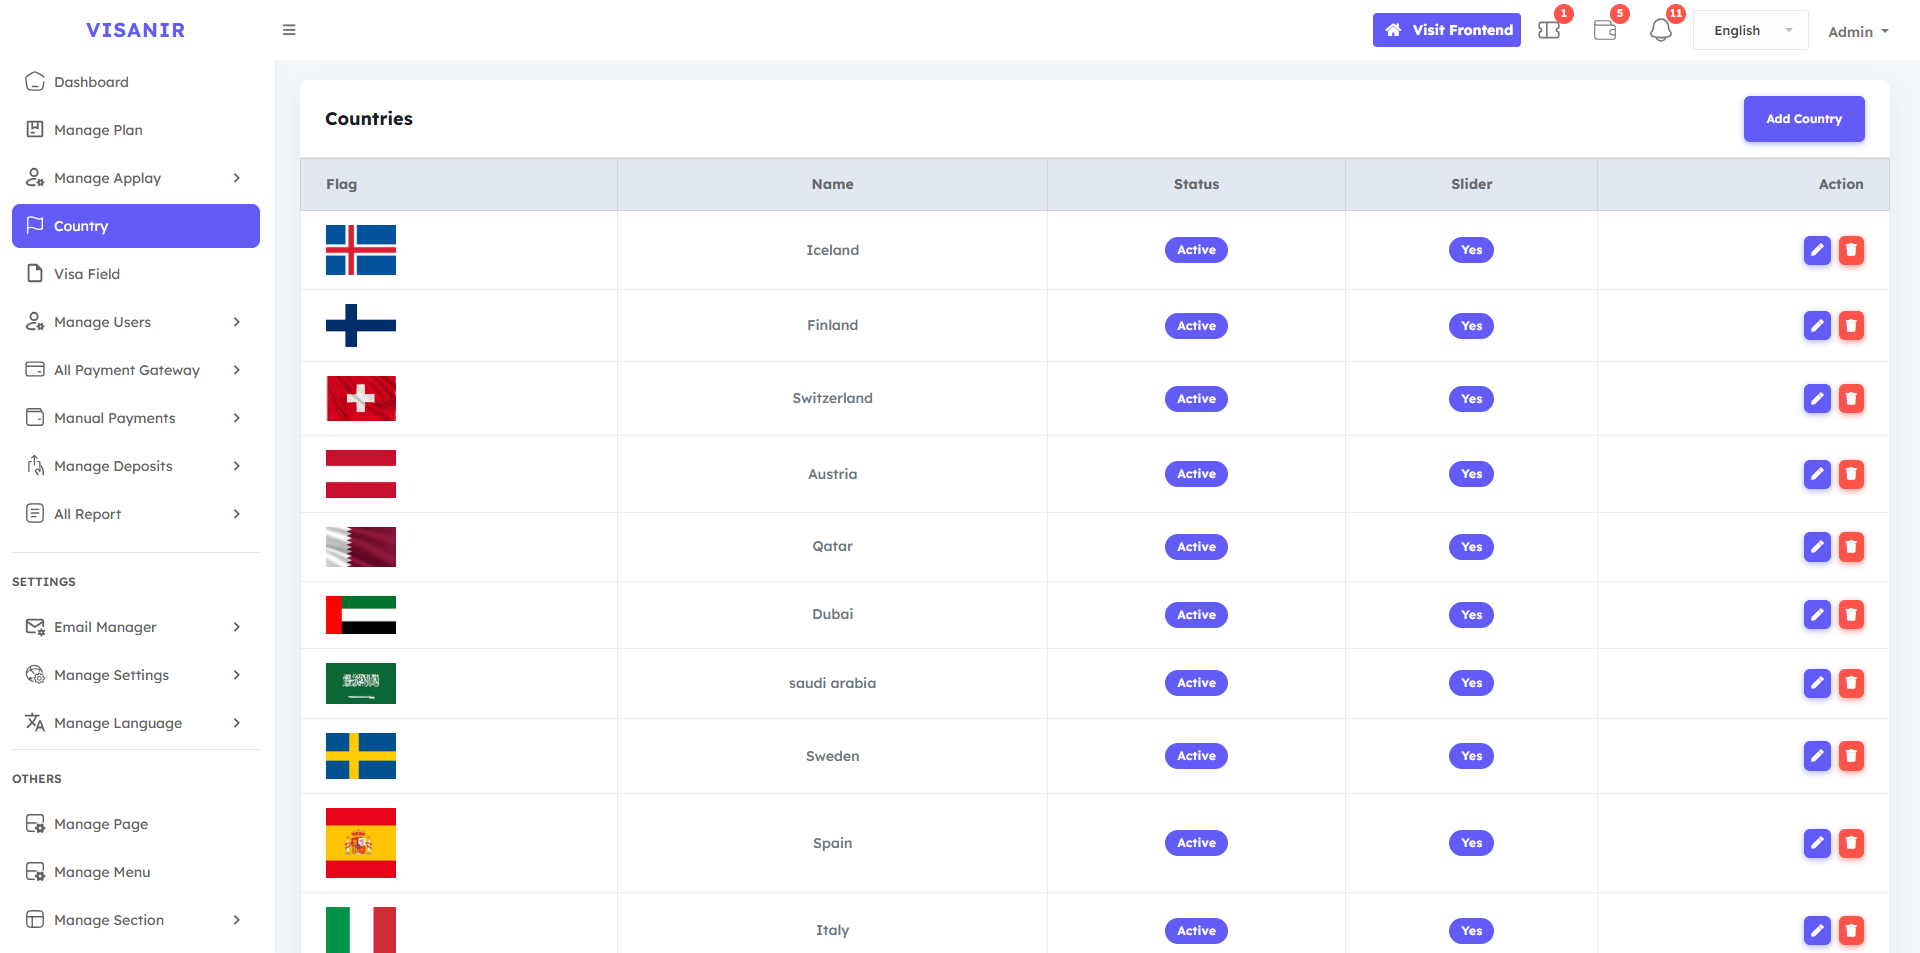 VISANIR
Visit Frontend
1
5
11
English
Admin
Dashboard
Manage Plan
Manage Applay
Country
Visa Field
Manage Users
All Payment Gateway
Manual Payments
Manage Deposits
All Report
SETTINGS
Email Manager
Manage Settings
Manage Language
OTHERS
Manage Page
Manage Menu
Manage Section
Countries
Add Country
Flag Name Status Slider Action
Iceland Active Yes
Finland Active Yes
Switzerland Active Yes
Austria Active Yes
Qatar Active Yes
Dubai Active Yes
saudi arabia Active Yes
Sweden Active Yes
Spain Active Yes
Italy Active Yes